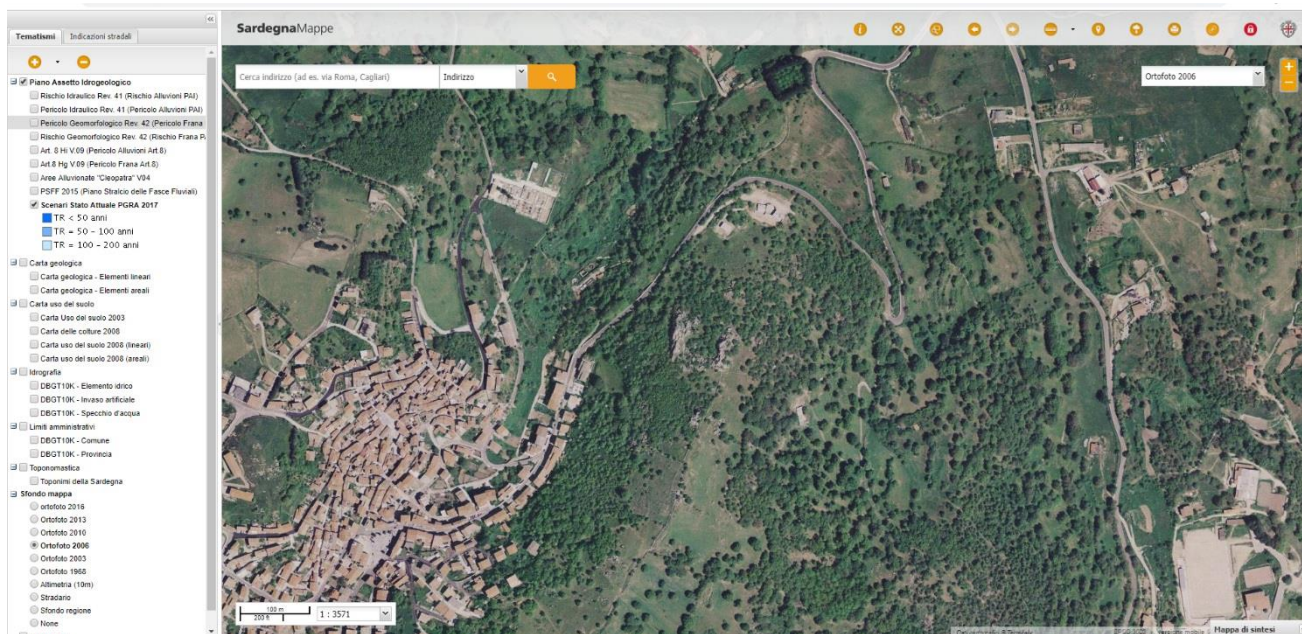 SardegnaMappe
Tematismi
Indicazioni stradali
Piano Assetto Idrogeologico
Rischio Idraulico Rev. 41 (Rischio Alluvioni PAI)
Pericolo Idraulico Rev. 41 (Pericolo Alluvioni PAI)
Pericolo Geomorfologico Rev. 42 (Pericolo Frana
Rischio Geomorfologico Rev. 42 (Rischio Frana PA
Art. 8 Hi V.09 (Pericolo Alluvioni Art.8)
Art.8 Hg V.09 (Pericolo Frana Art.8)
Aree Alluvionate "Cleopatra" V04
PSFF 2015 (Piano Stralcio delle Fasce Fluviali)
Scenari Stato Attuale PGRA 2017
TR < 50 anni
TR = 50 - 100 anni
TR = 100 - 200 anni
Carta geologica
Carta geologica - Elementi lineari
Carta geologica - Elementi areali
Carta uso del suolo
Carta Uso del suolo 2003
Carta delle colture 2008
Carta uso del suolo 2008 (lineari)
Carta uso del suolo 2008 (areali)
Idrografia
DBGT10K - Elemento idrico
DBGT10K - Invaso artificiale
DBGT10K - Specchio d'acqua
Limiti amministrativi
DBGT10K - Comune
DBGT10K - Provincia
Toponomastica
Toponimi della Sardegna
Sfondo mappa
ortofoto 2016
Ortofoto 2013
Ortofoto 2010
Ortofoto 2006
Ortofoto 2003
Ortofoto 1968
Altimetria (10m)
Stradario
Sfondo regione
None
Cerca indirizzo (ad es. via Roma, Cagliari)
Indirizzo
Ortofoto 2006
100 m
200 ft
1 : 3571
Mappa di sintesi